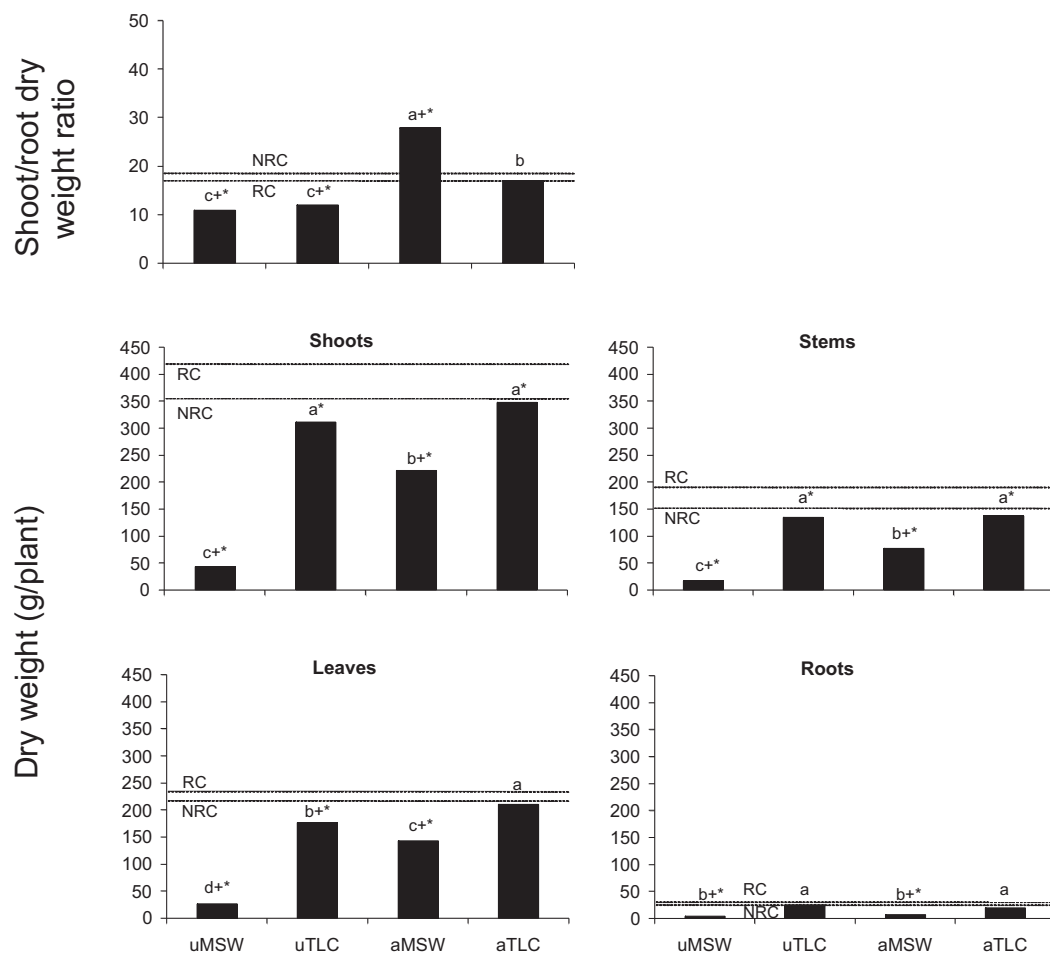 Shoot/root dry
weight ratio
50
40
30
20
10
0
NRC
RC
c+*
c+*
a+*
b
Dry weight (g/plant)
Shoots
450
400
350
300
250
200
150
100
50
0
RC
NRC
c+*
a*
b+*
a*
Stems
450
400
350
300
250
200
150
100
50
0
RC
NRC
c+*
a*
b+*
a*
Leaves
450
400
350
300
250
200
150
100
50
0
RC
NRC
d+*
b+*
c+*
a
uMSW uTLC aMSW aTLC
Roots
450
400
350
300
250
200
150
100
50
0
RC
NRC
b+*
a
b+*
a
uMSW uTLC aMSW aTLC